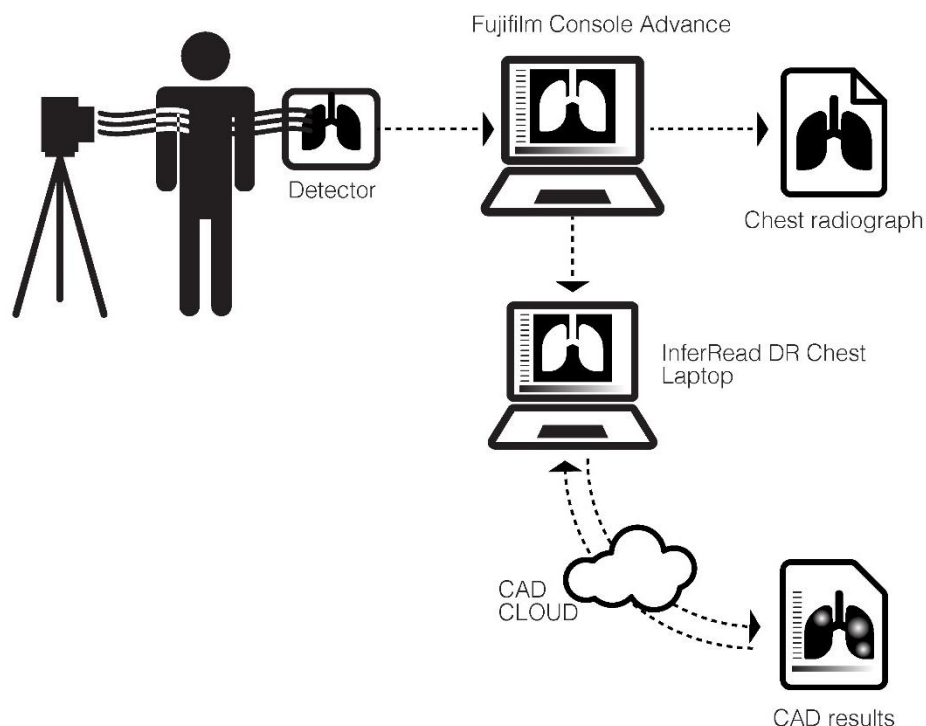 Fujifilm Console Advance
Detector
Chest radiograph
InferRead DR Chest
Laptop
CAD
CLOUD
CAD results